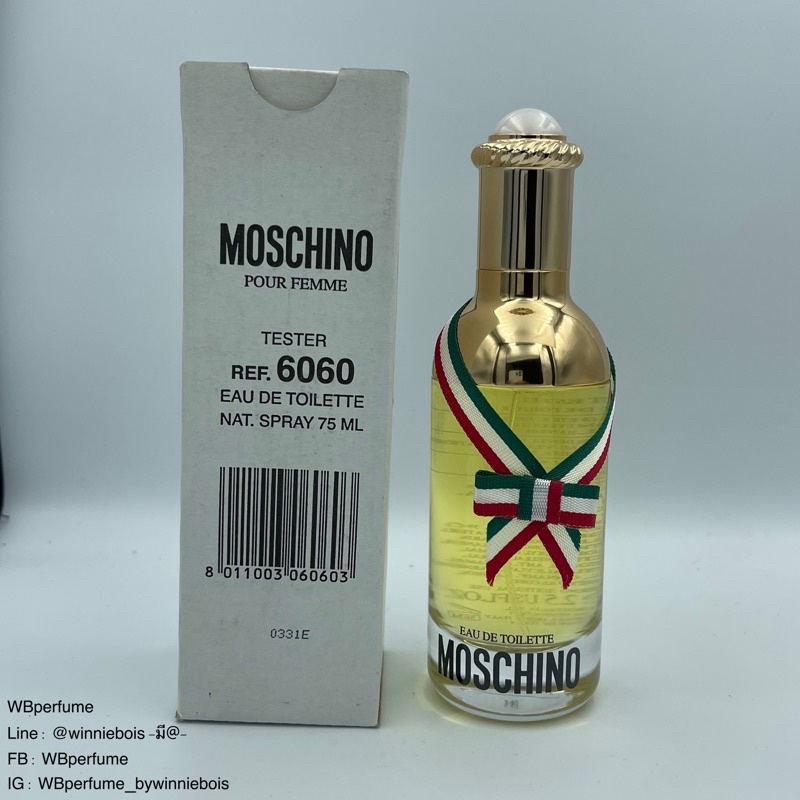 MOSCHINO
POUR FEMME
TESTER
REF. 6060
EAU DE TOILETTE
NAT. SPRAY 75 ML
8 011003 060603
0331E
EAU DE TOILETTE
MOSCHINO
WBperfume
Line : @winniebois -มี@-
FB : WBperfume
IG : WBperfume_bywinniebois